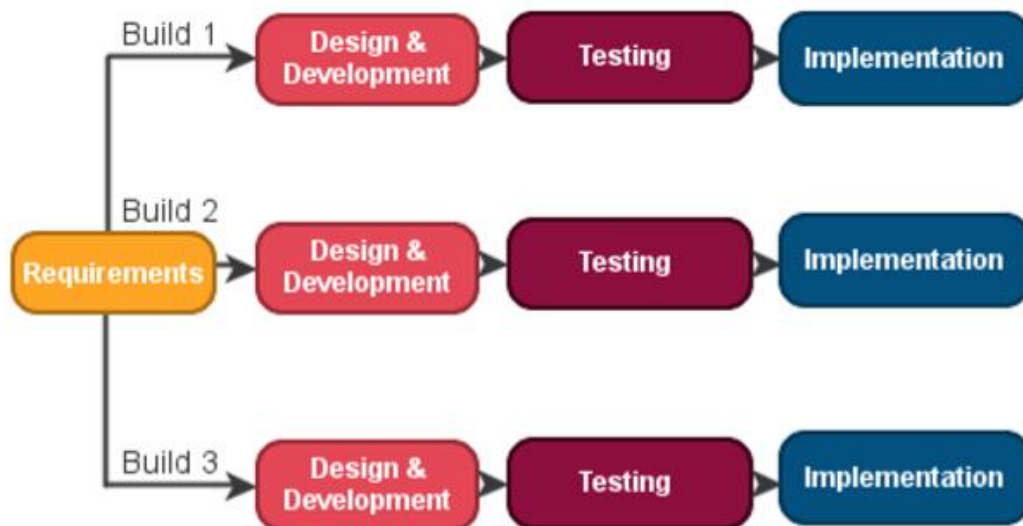 Build 1
Design &
Development
Testing
Implementation
Build 2
Requirements
Design &
Development
Testing
Implementation
Build 3
Design &
Development
Testing
Implementation